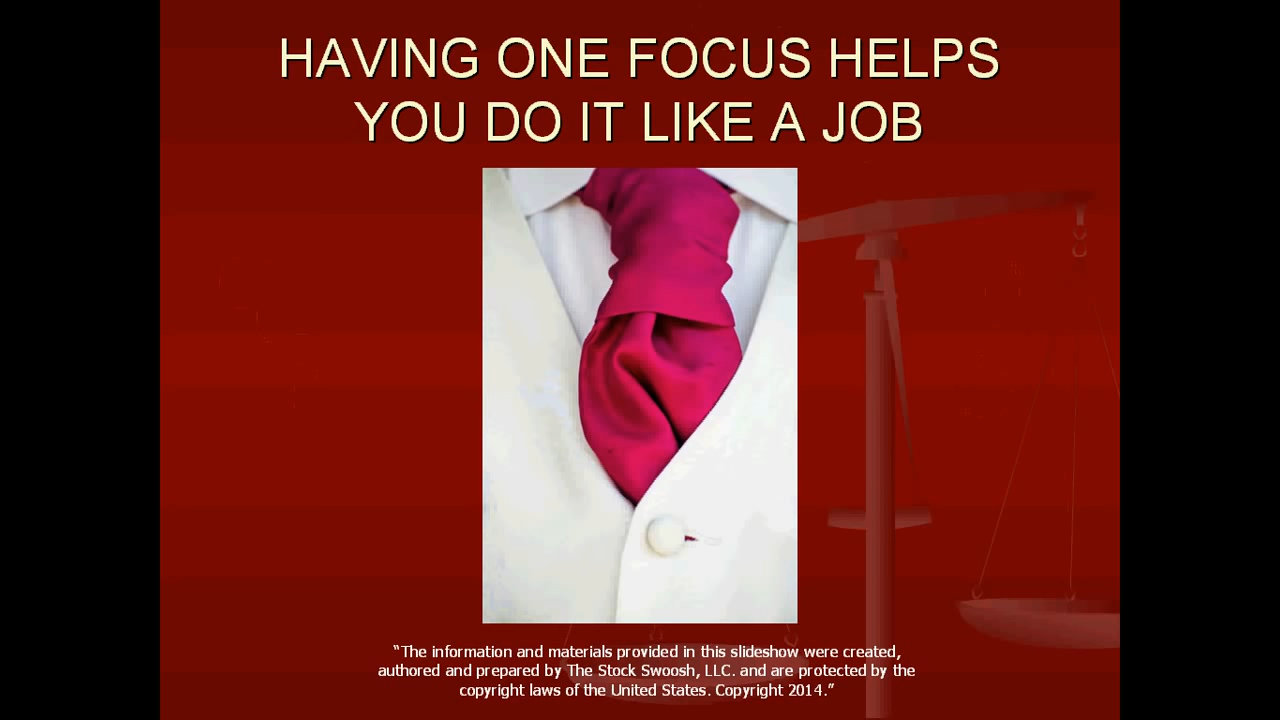 HAVING ONE FOCUS HELPS
YOU DO IT LIKE A JOB
“The information and materials provided in this slideshow were created,
authored and prepared by The Stock Swoosh, LLC. and are protected by the
copyright laws of the United States. Copyright 2014.”